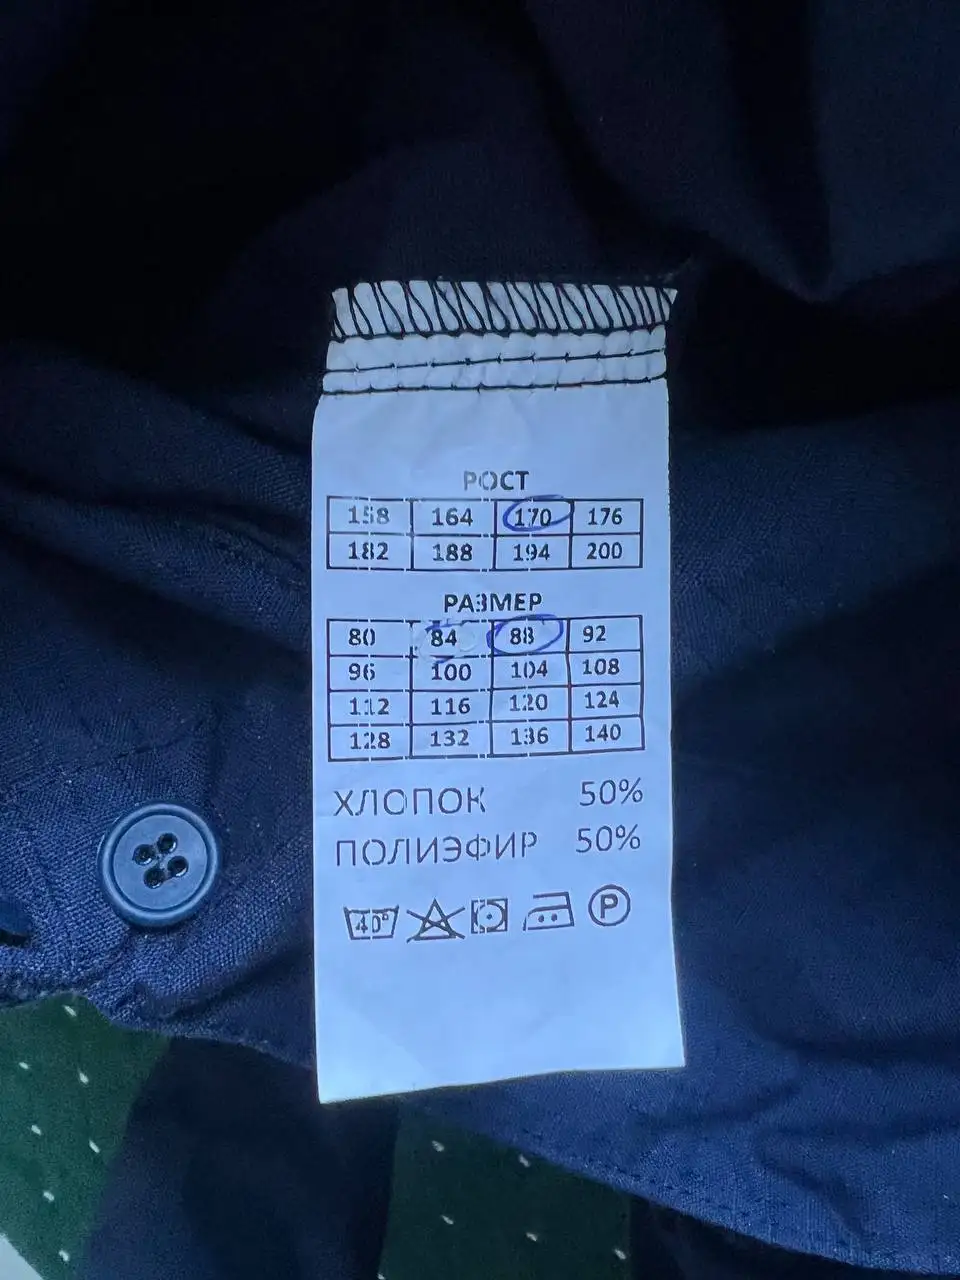 РОСТ
158 164 170 176
182 188 194 200
РАЗМЕР
80 84 88 92
96 100 104 108
112 116 120 124
128 132 136 140
ХЛОПОК 50%
ПОЛИЭФИР 50%
40° P